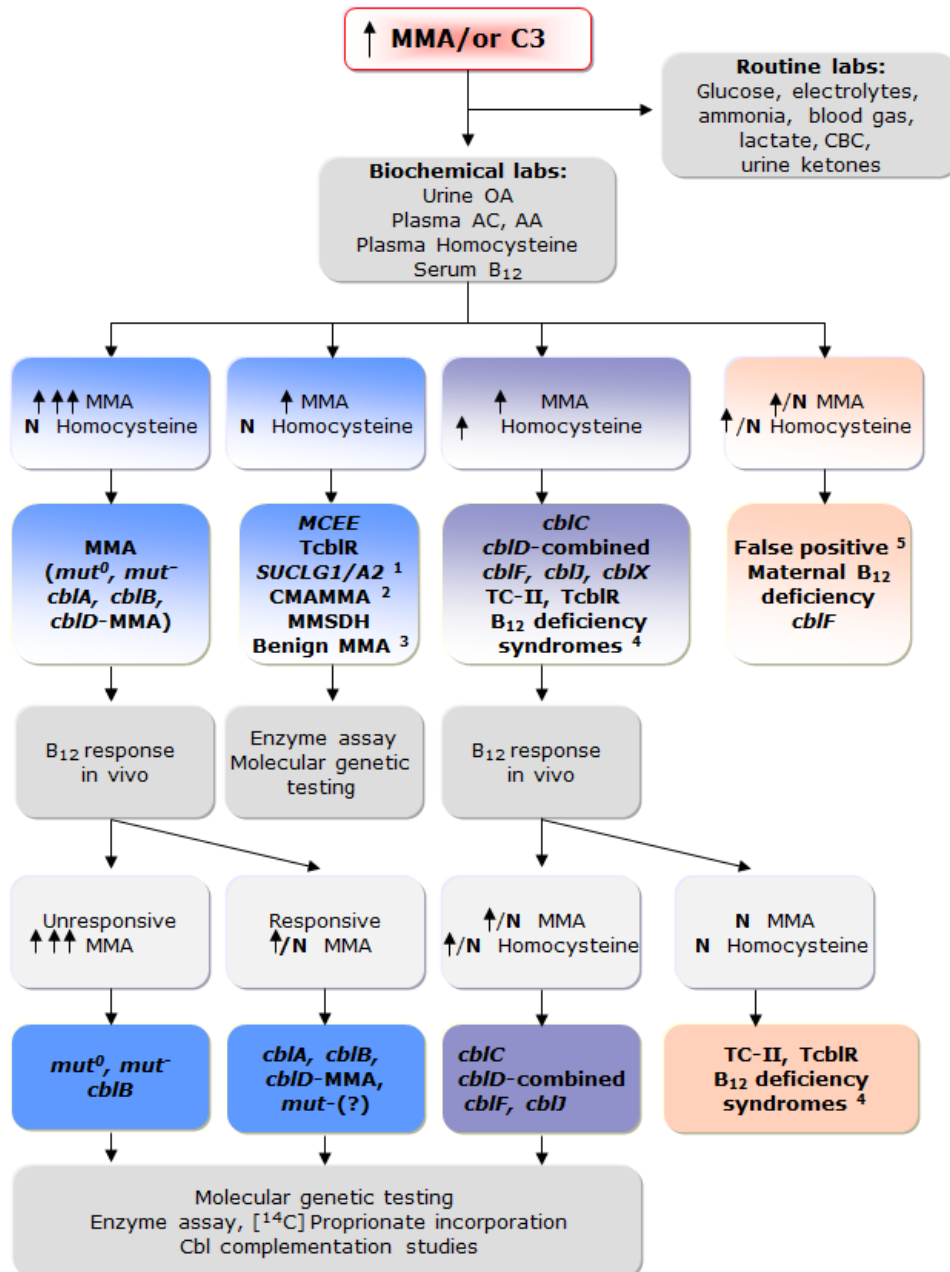 ↑ MMA/or C3
Routine labs:
Glucose, electrolytes,
ammonia, blood gas,
lactate, CBC,
urine ketones
Biochemical labs:
Urine OA
Plasma AC, AA
Plasma Homocysteine
Serum B₁₂
↑↑↑ MMA
N Homocysteine
↑ MMA
N Homocysteine
↑ MMA
↑ Homocysteine
↑/N MMA
↑/N Homocysteine
MMA
(mut⁰, mut⁻
cblA, cblB,
cblD-MMA)
MCEE
TcblR
SUCLG1/A2 ¹
CMAMMA ²
MMSDH
Benign MMA ³
cblC
cblD-combined
cblF, cblJ, cblX
TC-II, TcblR
B₁₂ deficiency
syndromes ⁴
False positive ⁵
Maternal B₁₂
deficiency
cblF
B₁₂ response
in vivo
Enzyme assay
Molecular genetic
testing
B₁₂ response
in vivo
Unresponsive
↑↑↑ MMA
Responsive
↑/N MMA
↑/N MMA
↑/N Homocysteine
N MMA
N Homocysteine
mut⁰, mut⁻
cblB
cblA, cblB,
cblD-MMA,
mut-(?)
cblC
cblD-combined
cblF, cblJ
TC-II, TcblR
B₁₂ deficiency
syndromes ⁴
Molecular genetic testing
Enzyme assay, [¹⁴C] Proprionate incorporation
Cbl complementation studies